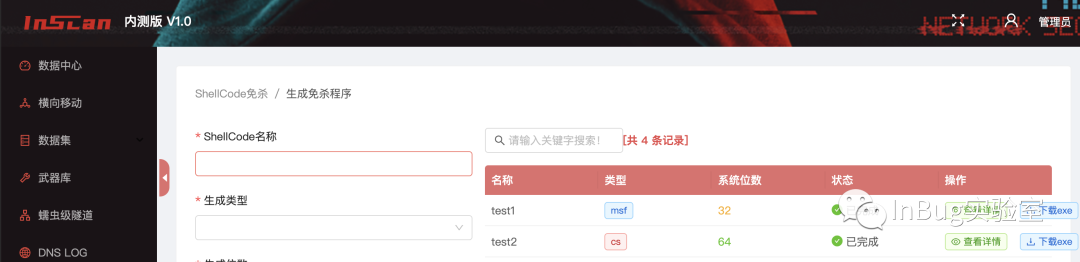 InScan 内测版 V1.0
NETWORK SEC
管理员
数据中心
横向移动
数据集
武器库
蠕虫级隧道
DNS LOG
ShellCode免杀 / 生成免杀程序
* ShellCode名称
* 生成类型
* 生成位数
请输入关键字搜索! [共 4 条记录]
名称 类型 系统位数 状态 操作
test1 msf 32 查看详情 下载exe
test2 cs 64 已完成 查看详情 下载exe
InBug实验室